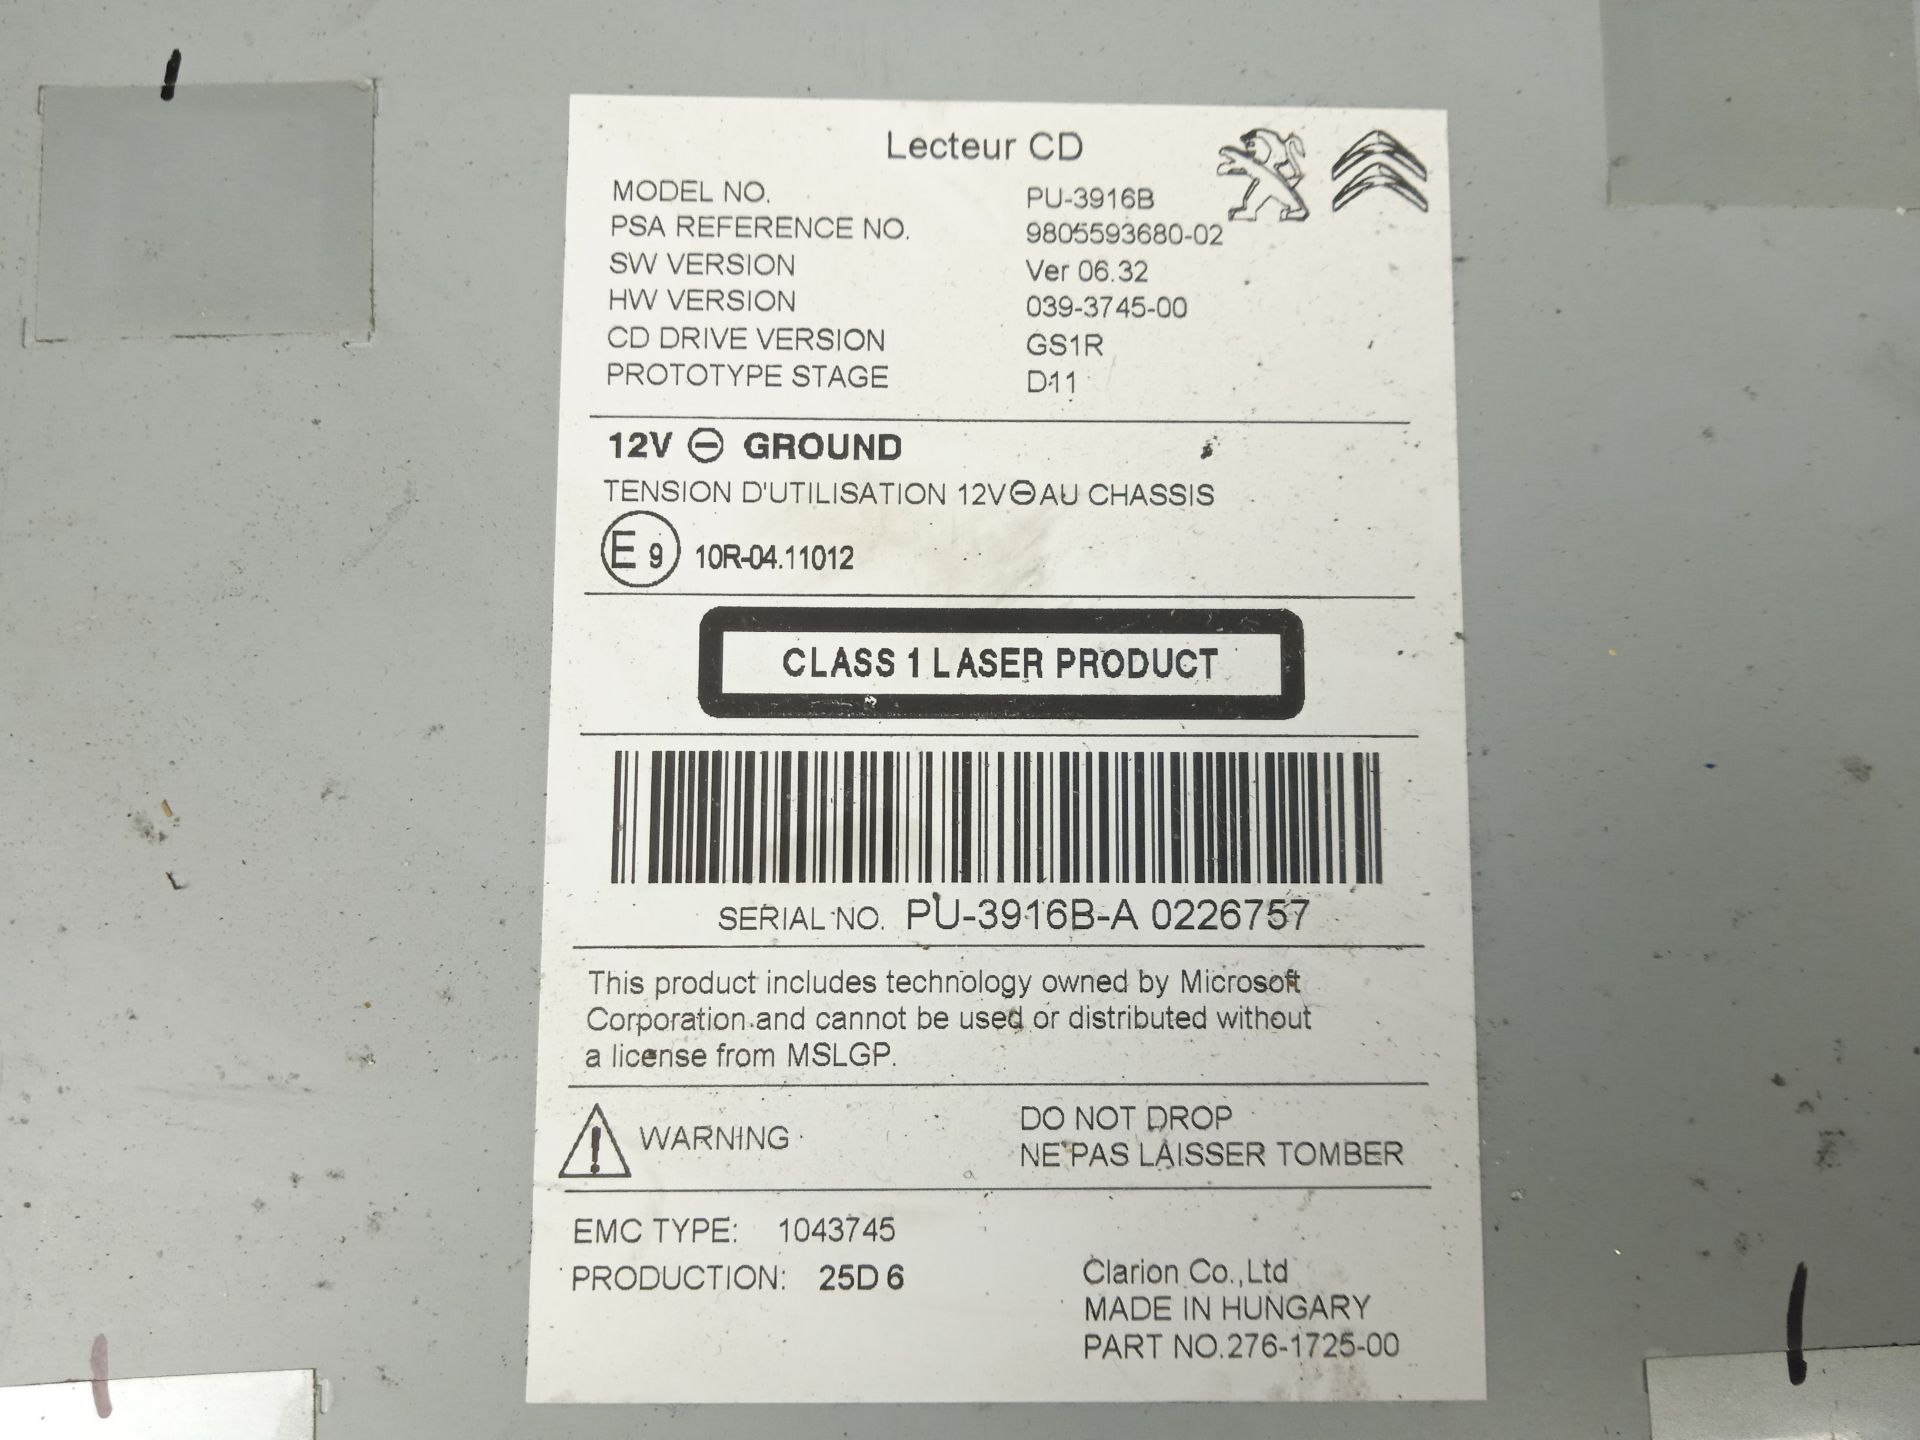 Lecteur CD
MODEL NO. PU-3916B
PSA REFERENCE NO. 9805593680-02
SW VERSION Ver 06.32
HW VERSION 039-3745-00
CD DRIVE VERSION GS1R
PROTOTYPE STAGE D11
12V ⊖ GROUND
TENSION D'UTILISATION 12V⊖AU CHASSIS
E9 10R-04.11012
CLASS 1 LASER PRODUCT
SERIAL NO. PU-3916B-A 0226757
This product includes technology owned by Microsoft
Corporation and cannot be used or distributed without
a license from MSLGP.
WARNING DO NOT DROP
NE PAS LAISSER TOMBER
EMC TYPE: 1043745
PRODUCTION: 25D6
Clarion Co.,Ltd
MADE IN HUNGARY
PART NO.276-1725-00